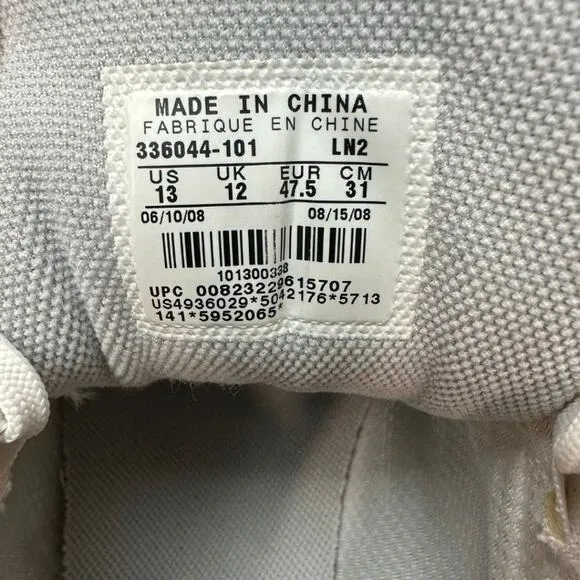 MADE IN CHINA
FABRIQUE EN CHINE
336044-101 LN2
US UK EUR CM
13 12 47.5 31
06/10/08 08/15/08
101300338
UPC 00823229615707
US4936029*5042176*5713
141*5952065*